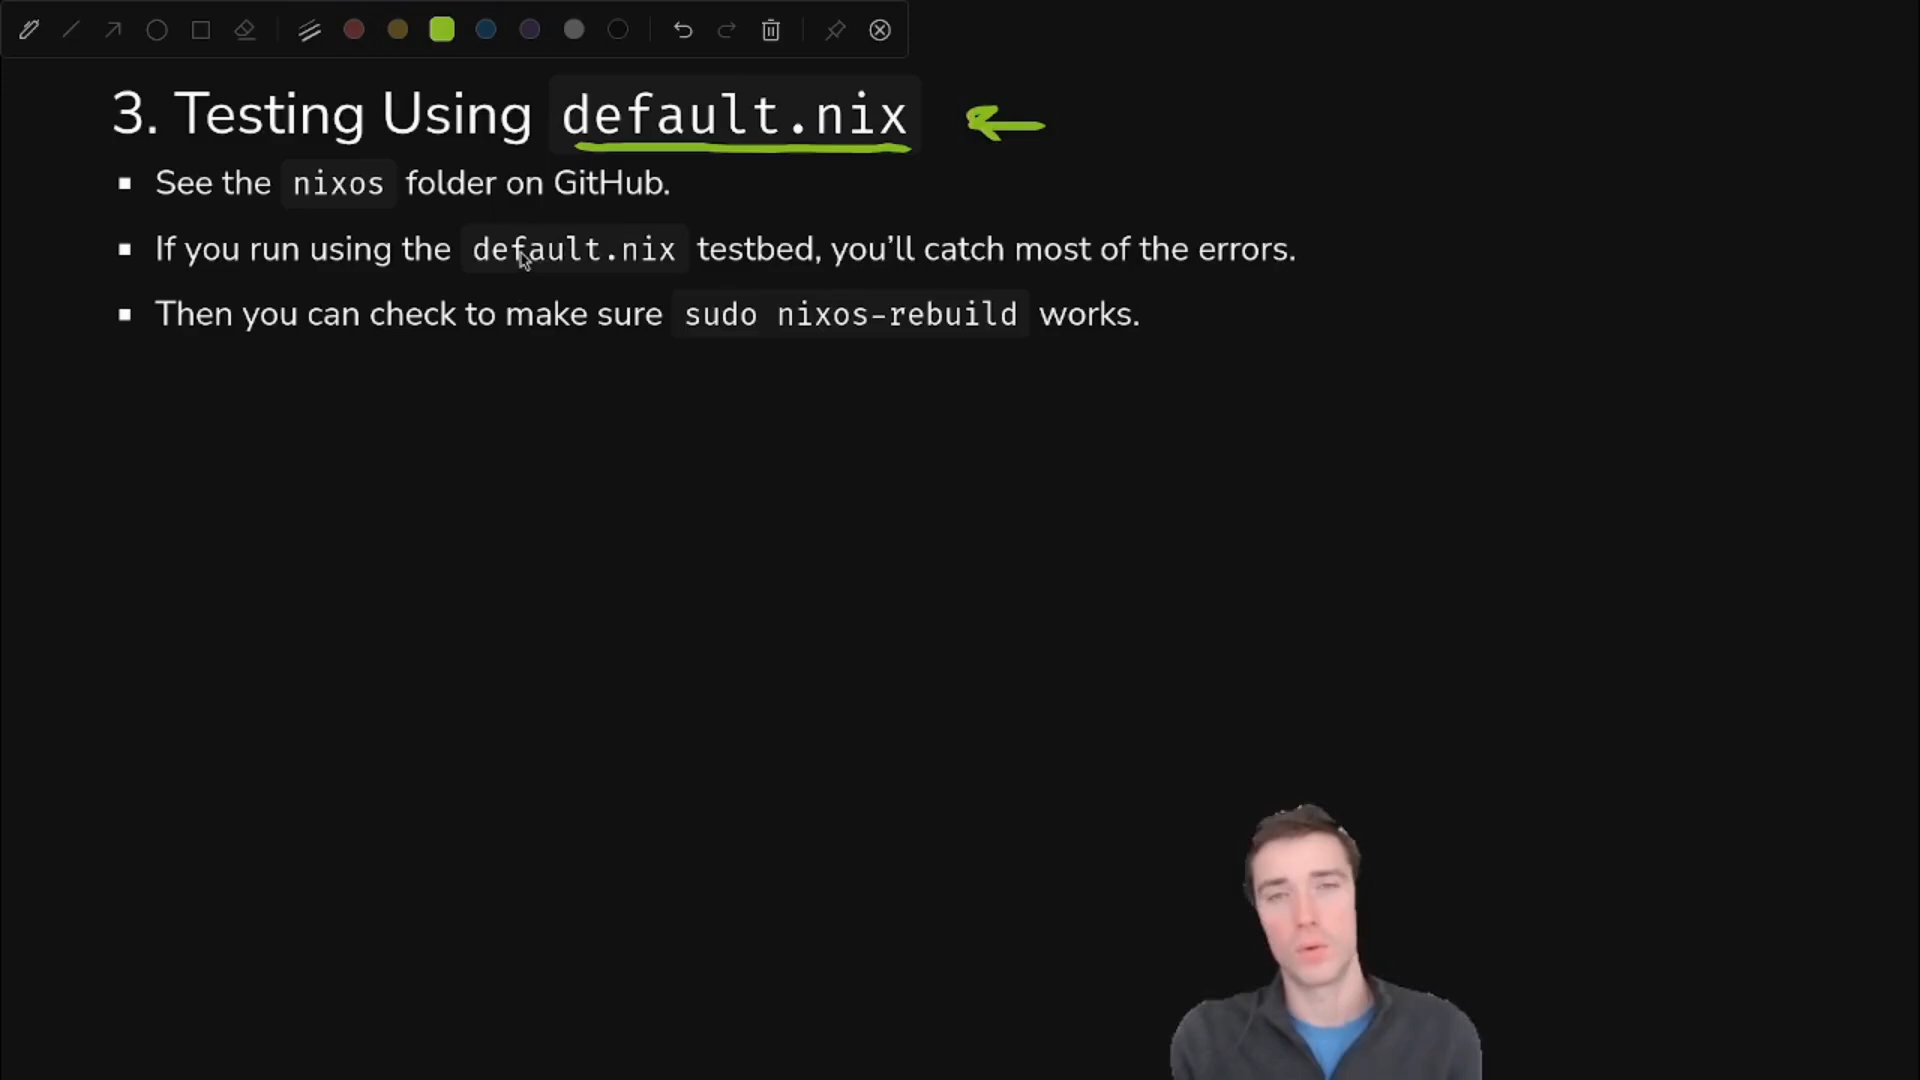 3. Testing Using default.nix
See the nixos folder on GitHub.
If you run using the default.nix testbed, you’ll catch most of the errors.
Then you can check to make sure sudo nixos-rebuild works.